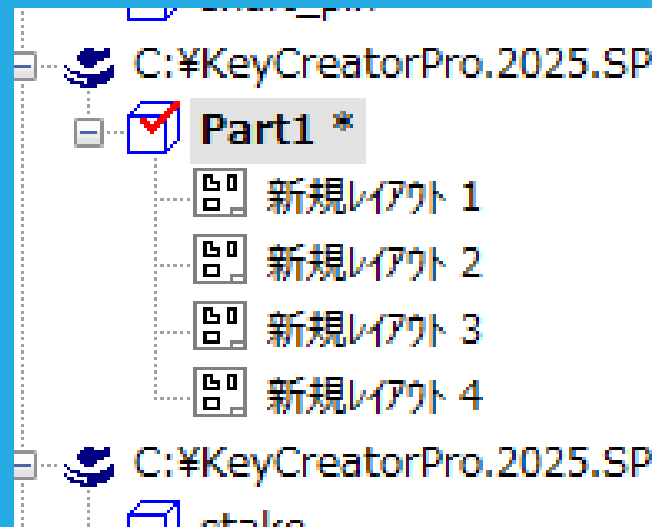 shaft_pin
C:¥KeyCreatorPro.2025.SP
Part1 *
新規ﾚｲｱｳﾄ 1
新規ﾚｲｱｳﾄ 2
新規ﾚｲｱｳﾄ 3
新規ﾚｲｱｳﾄ 4
C:¥KeyCreatorPro.2025.SP
stake